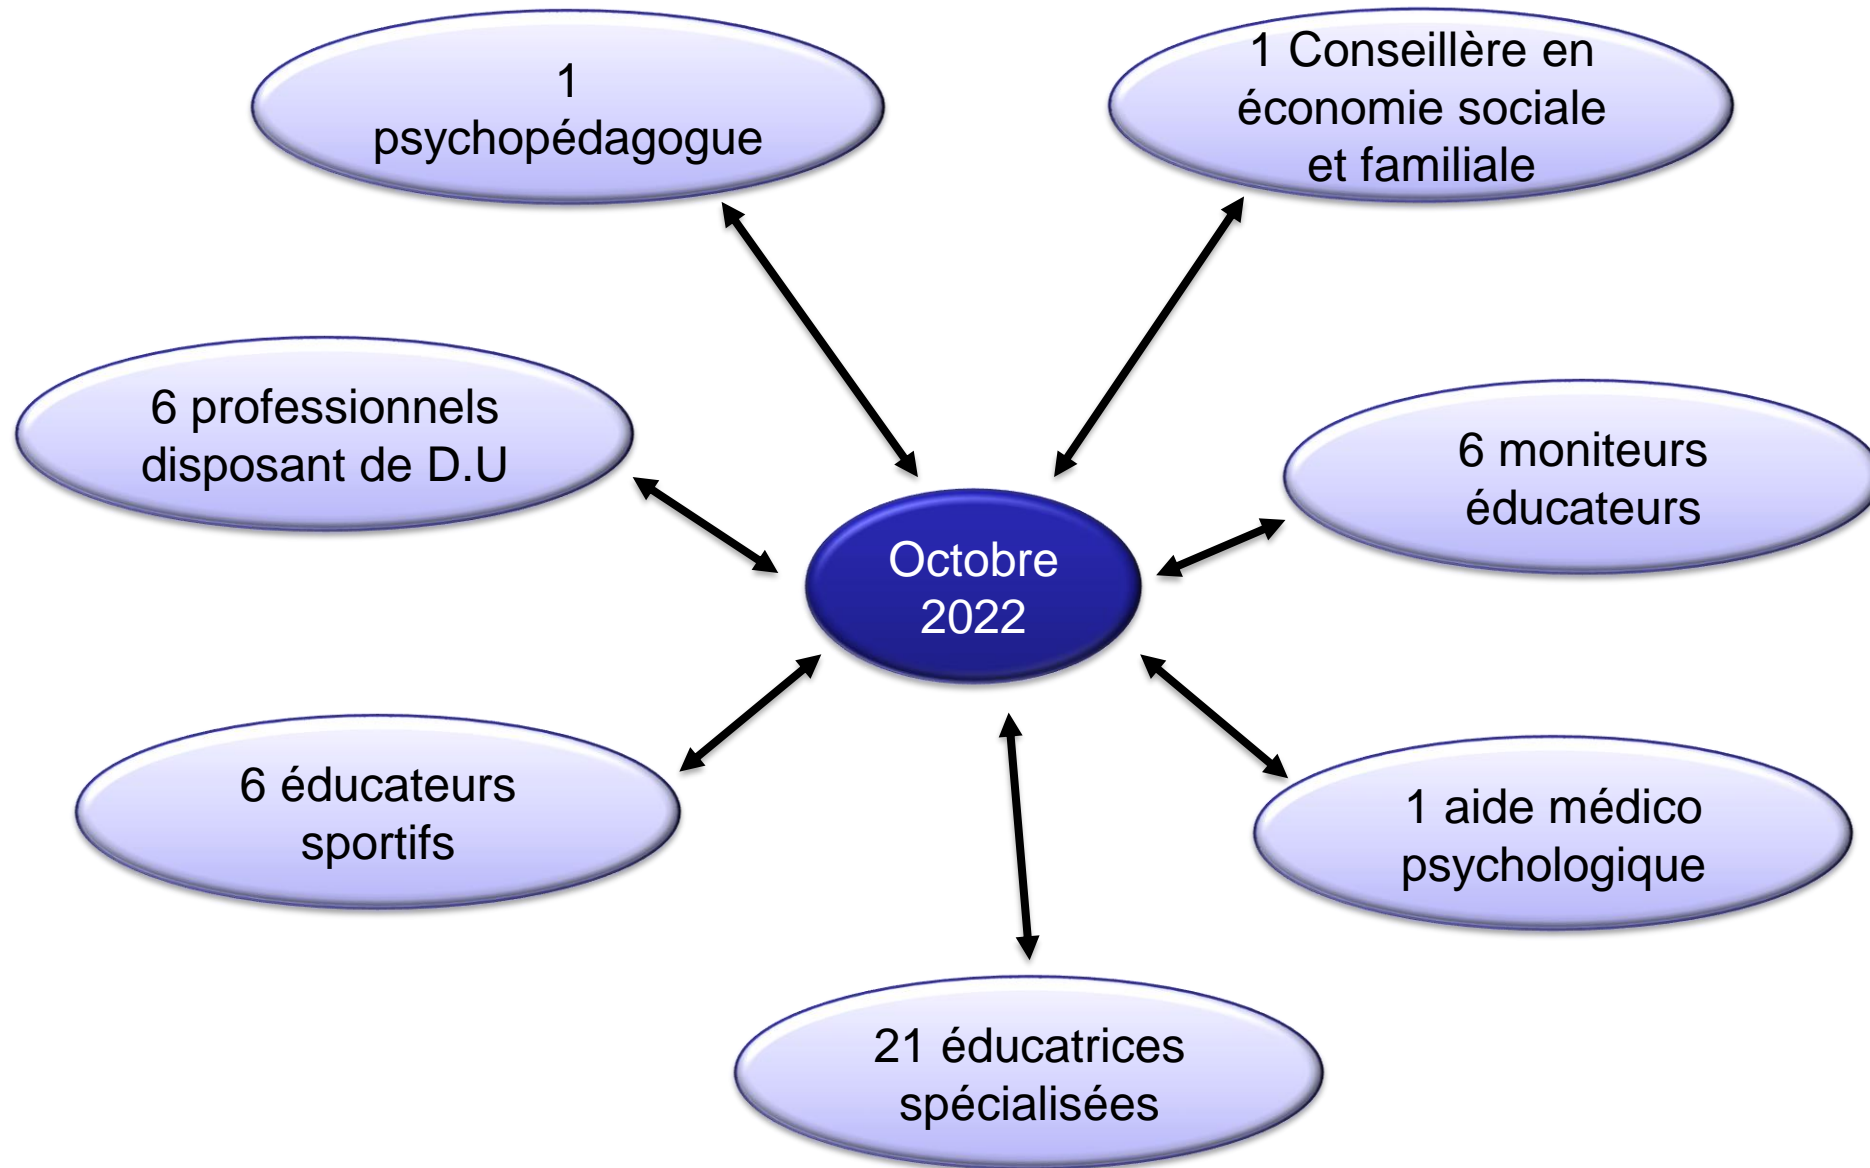 1
psychopédagogue
1 Conseillère en
économie sociale
et familiale
6 professionnels
disposant de D.U
6 moniteurs
éducateurs
Octobre
2022
6 éducateurs
sportifs
1 aide médico
psychologique
21 éducatrices
spécialisées